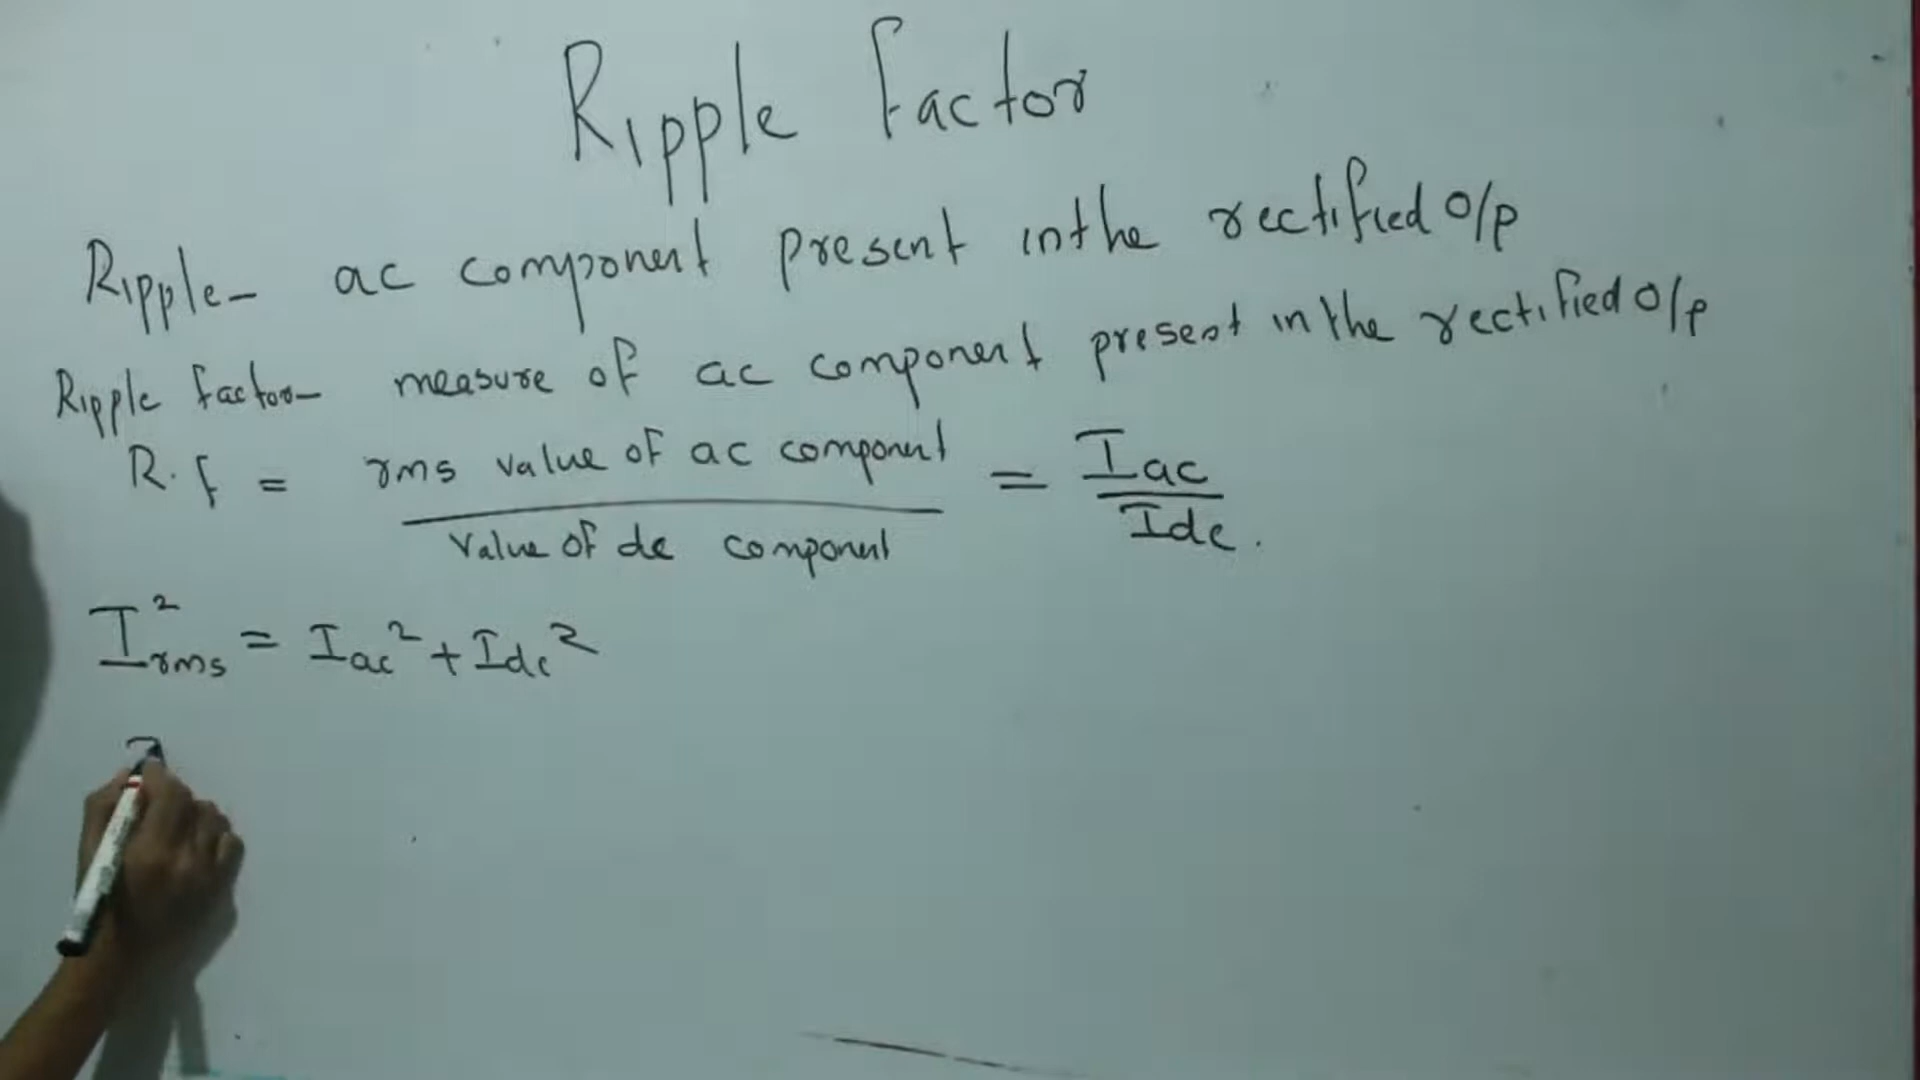 Ripple factor
Ripple- ac component present in the rectified o/p
Ripple factor- measure of ac component present in the rectified o/p
R.f = rms value of ac component / value of dc component = Iac / Idc.
I²rms = Iac² + Idc²